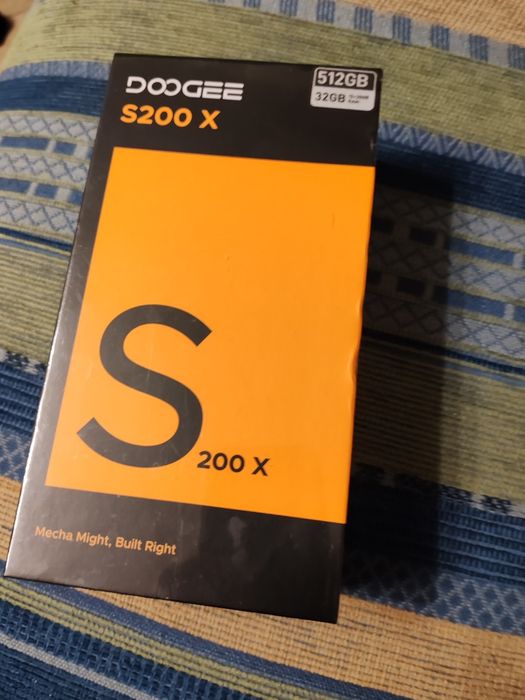 DOOGEE
S200 X
512GB
32GB
S
200 X
Mecha Might, Built Right